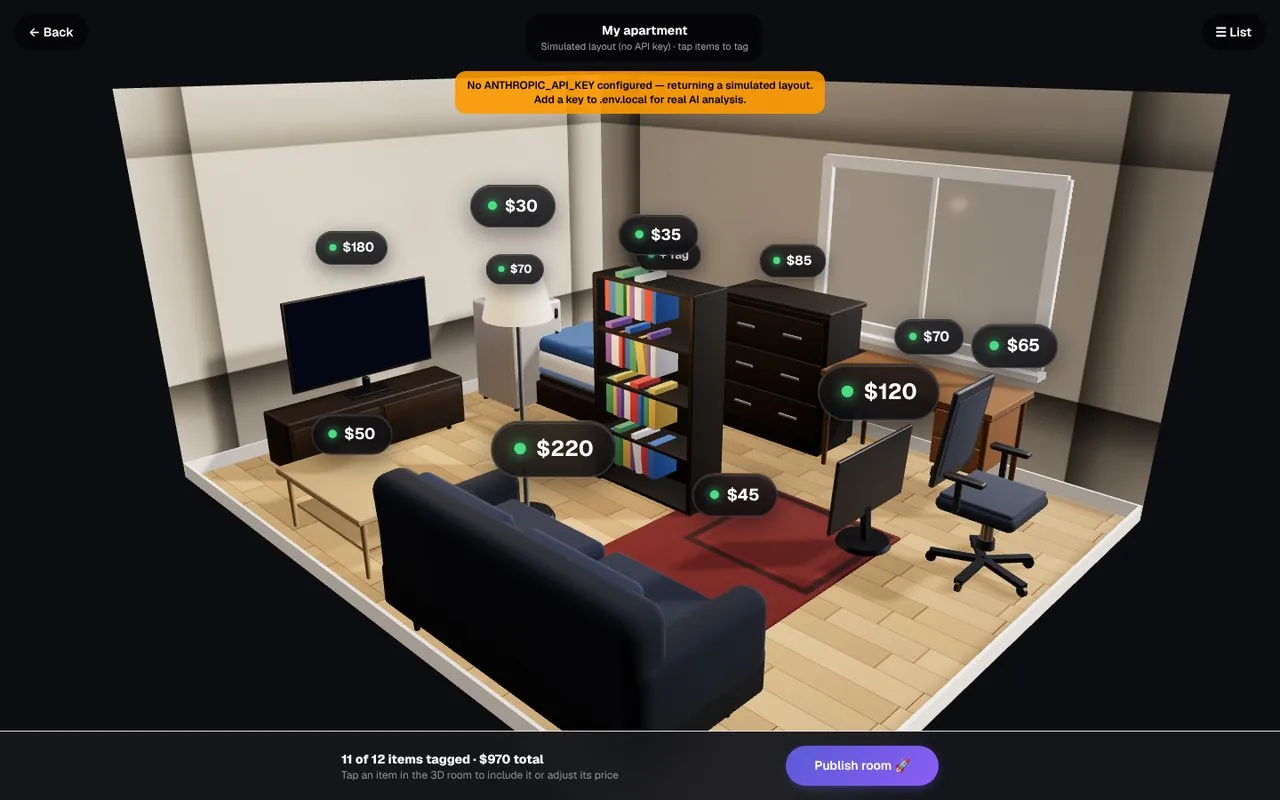 ← Back
My apartment
Simulated layout (no API key) · tap items to tag
☰ List
No ANTHROPIC_API_KEY configured — returning a simulated layout.
Add a key to .env.local for real AI analysis.
$30
$35
+ Tag
$180
$70
$85
$70
$65
$120
$50
$220
$45
11 of 12 items tagged · $970 total
Tap an item in the 3D room to include it or adjust its price
Publish room 🚀